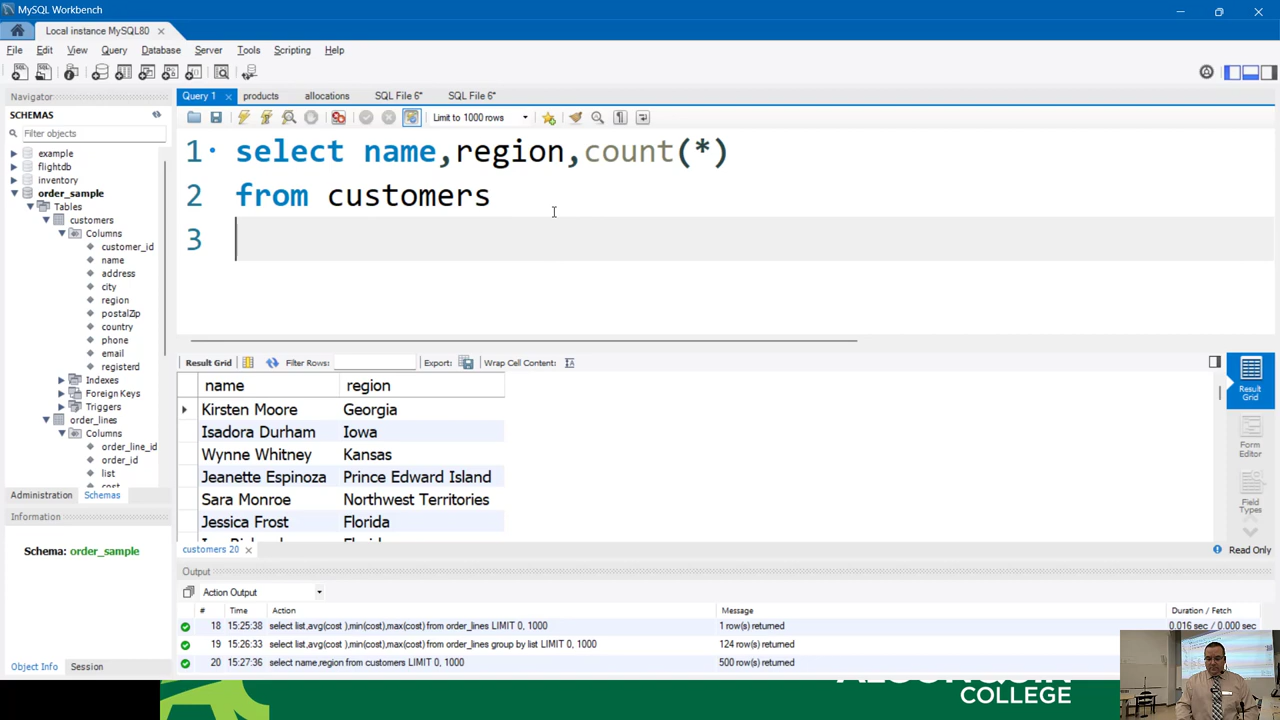 MySQL Workbench
Local instance MySQL80
File Edit View Query Database Server Tools Scripting Help
Navigator
SCHEMAS
Filter objects
example
flightdb
inventory
order_sample
Tables
customers
Columns
customer_id
name
address
city
region
postalZip
country
phone
email
registerd
Indexes
Foreign Keys
Triggers
order_lines
Columns
order_line_id
order_id
list
cost
Administration Schemas
Information
Schema: order_sample
Object Info Session
Query 1 products allocations SQL File 6* SQL File 6*
Limit to 1000 rows
1 select name,region,count(*)
2 from customers
3
Result Grid Filter Rows: Export: Wrap Cell Content:
name region
Kirsten Moore Georgia
Isadora Durham Iowa
Wynne Whitney Kansas
Jeanette Espinoza Prince Edward Island
Sara Monroe Northwest Territories
Jessica Frost Florida
Result Grid
Form Editor
Field Types
customers 20
Read Only
Output
Action Output
# Time Action Message Duration / Fetch
18 15:25:38 select list,avg(cost ),min(cost),max(cost) from order_lines LIMIT 0, 1000 1 row(s) returned 0.016 sec / 0.000 sec
19 15:26:33 select list,avg(cost ),min(cost),max(cost) from order_lines group by list LIMIT 0, 1000 124 row(s) returned
20 15:27:36 select name,region from customers LIMIT 0, 1000 500 row(s) returned
COLLEGE